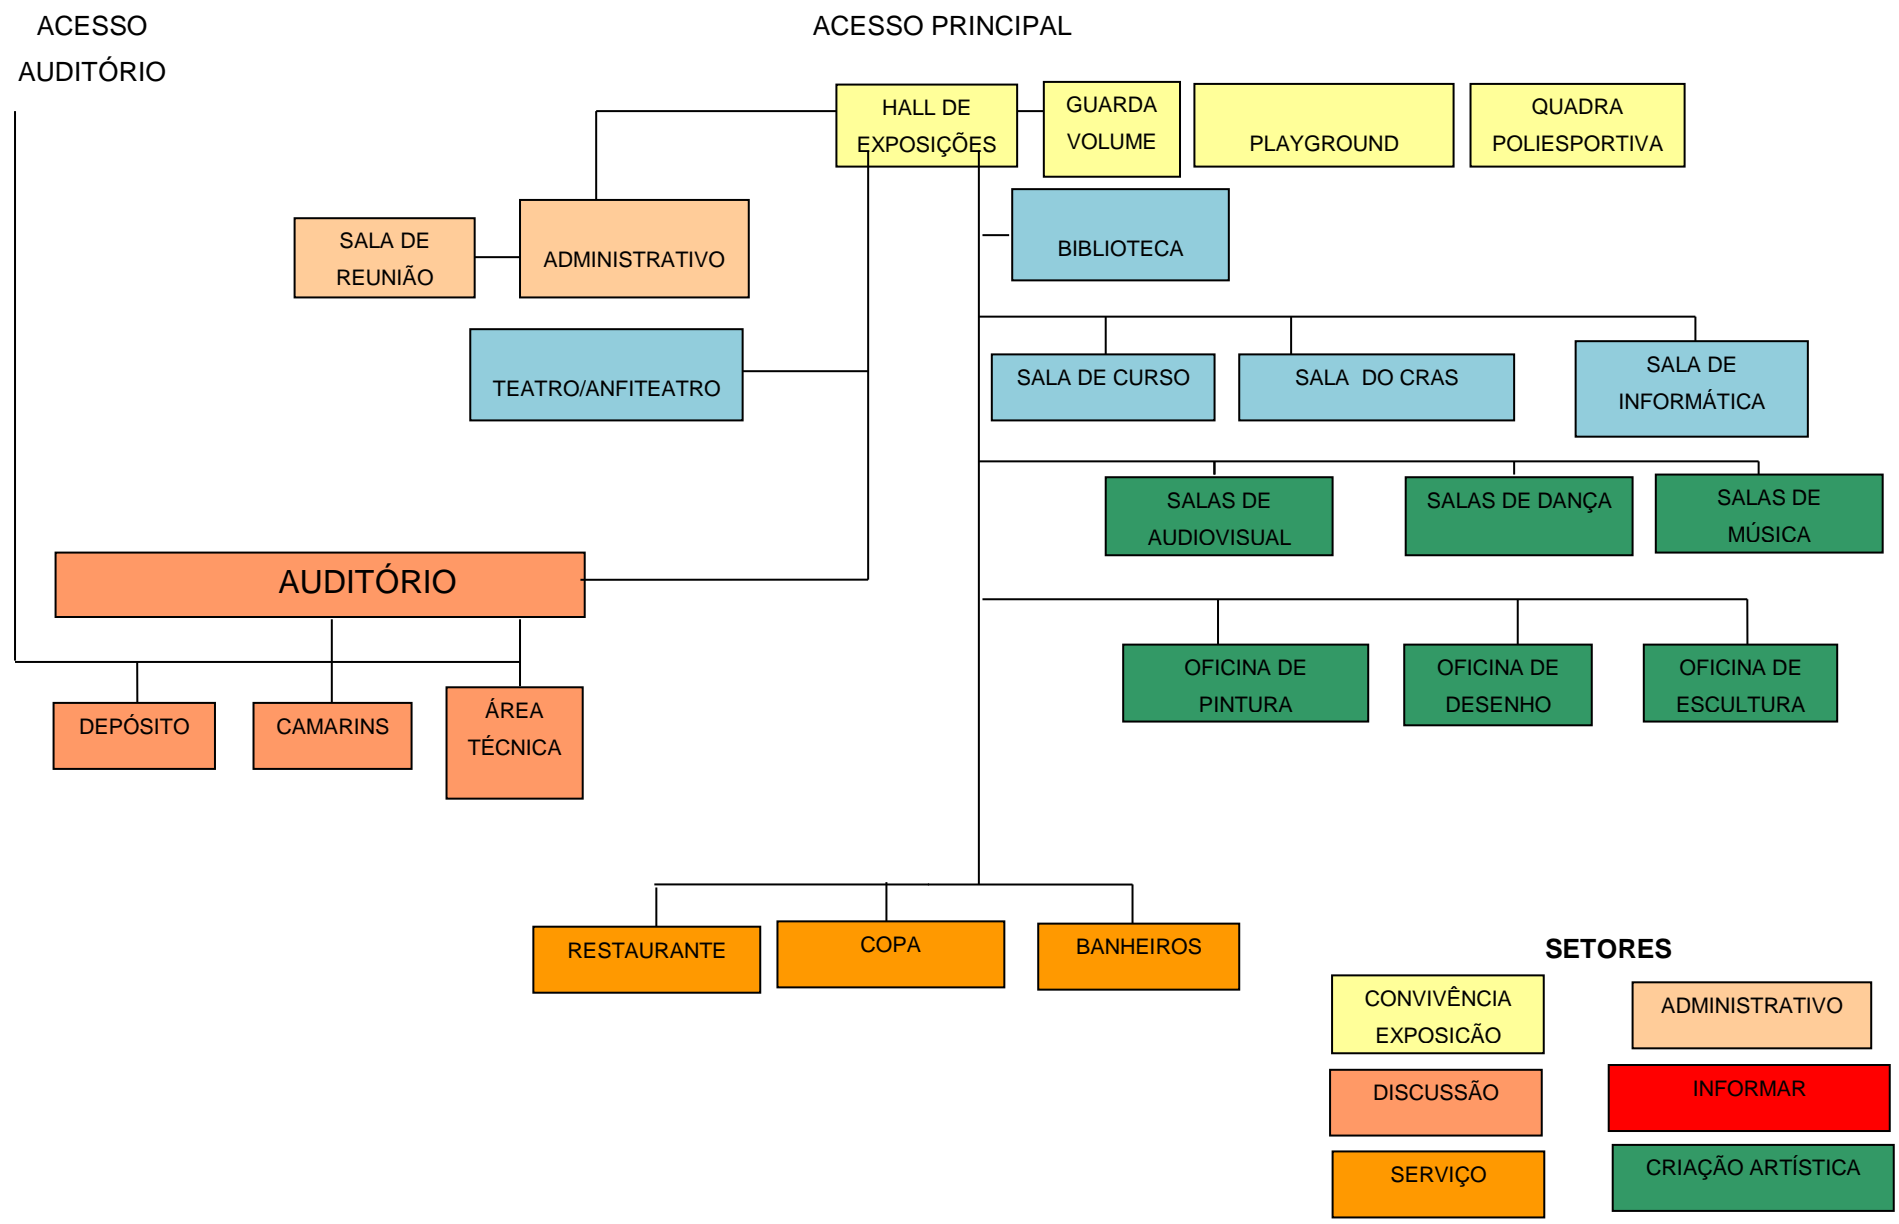 ACESSO
AUDITÓRIO
ACESSO PRINCIPAL
HALL DE
EXPOSIÇÕES
GUARDA
VOLUME
PLAYGROUND
QUADRA
POLIESPORTIVA
SALA DE
REUNIÃO
ADMINISTRATIVO
BIBLIOTECA
TEATRO/ANFITEATRO
SALA DE CURSO
SALA DO CRAS
SALA DE
INFORMÁTICA
SALAS DE
AUDIOVISUAL
SALAS DE DANÇA
SALAS DE
MÚSICA
AUDITÓRIO
OFICINA DE
PINTURA
OFICINA DE
DESENHO
OFICINA DE
ESCULTURA
DEPÓSITO
CAMARINS
ÁREA
TÉCNICA
RESTAURANTE
COPA
BANHEIROS
SETORES
CONVIVÊNCIA
EXPOSICÃO
ADMINISTRATIVO
DISCUSSÃO
INFORMAR
SERVIÇO
CRIAÇÃO ARTÍSTICA